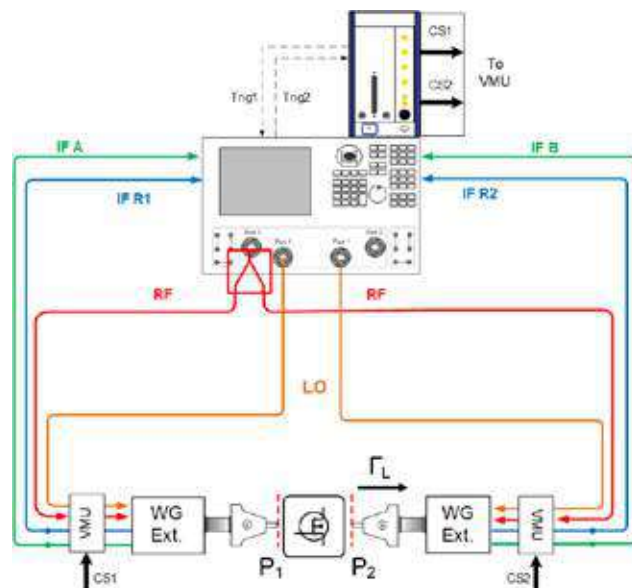 CS1
To
VMU
CS2
Trig1
Trig2
IF A
IF B
IF R1
IF R2
RF
RF
LO
Γ_L
VMU
WG
Ext.
P1
P2
WG
Ext.
VMU
CS1
CS2